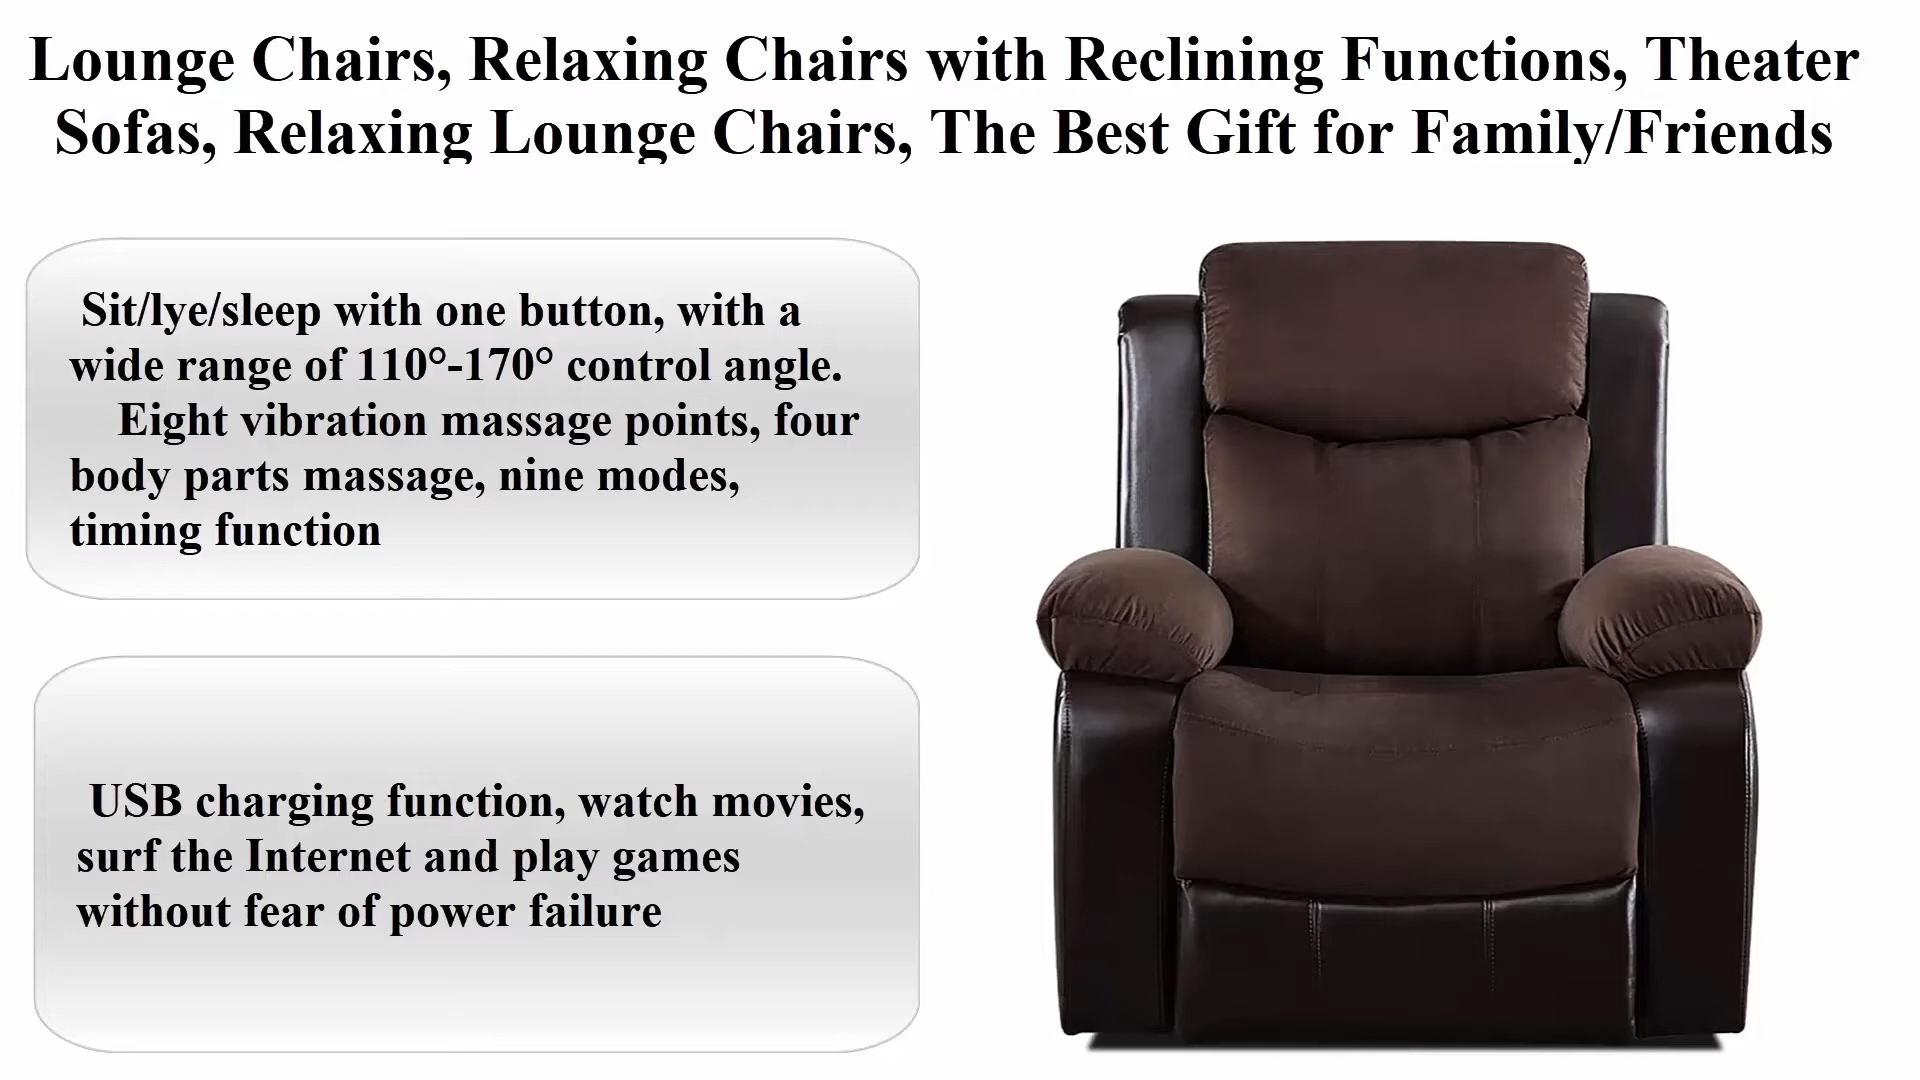 Lounge Chairs, Relaxing Chairs with Reclining Functions, Theater
Sofas, Relaxing Lounge Chairs, The Best Gift for Family/Friends
Sit/lye/sleep with one button, with a
wide range of 110°-170° control angle.
Eight vibration massage points, four
body parts massage, nine modes,
timing function
USB charging function, watch movies,
surf the Internet and play games
without fear of power failure